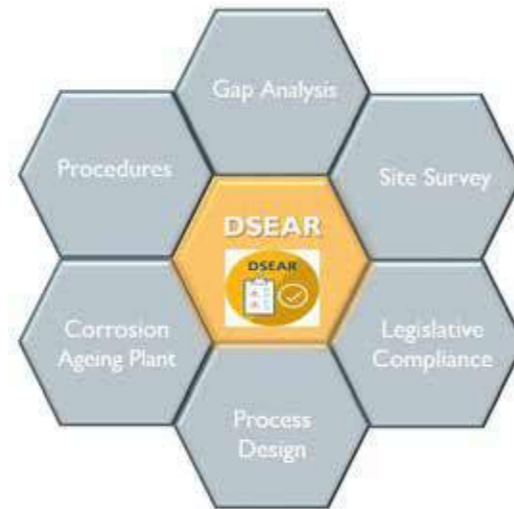 Gap Analysis
Procedures
Site Survey
DSEAR
DSEAR
Corrosion
Ageing Plant
Legislative
Compliance
Process
Design